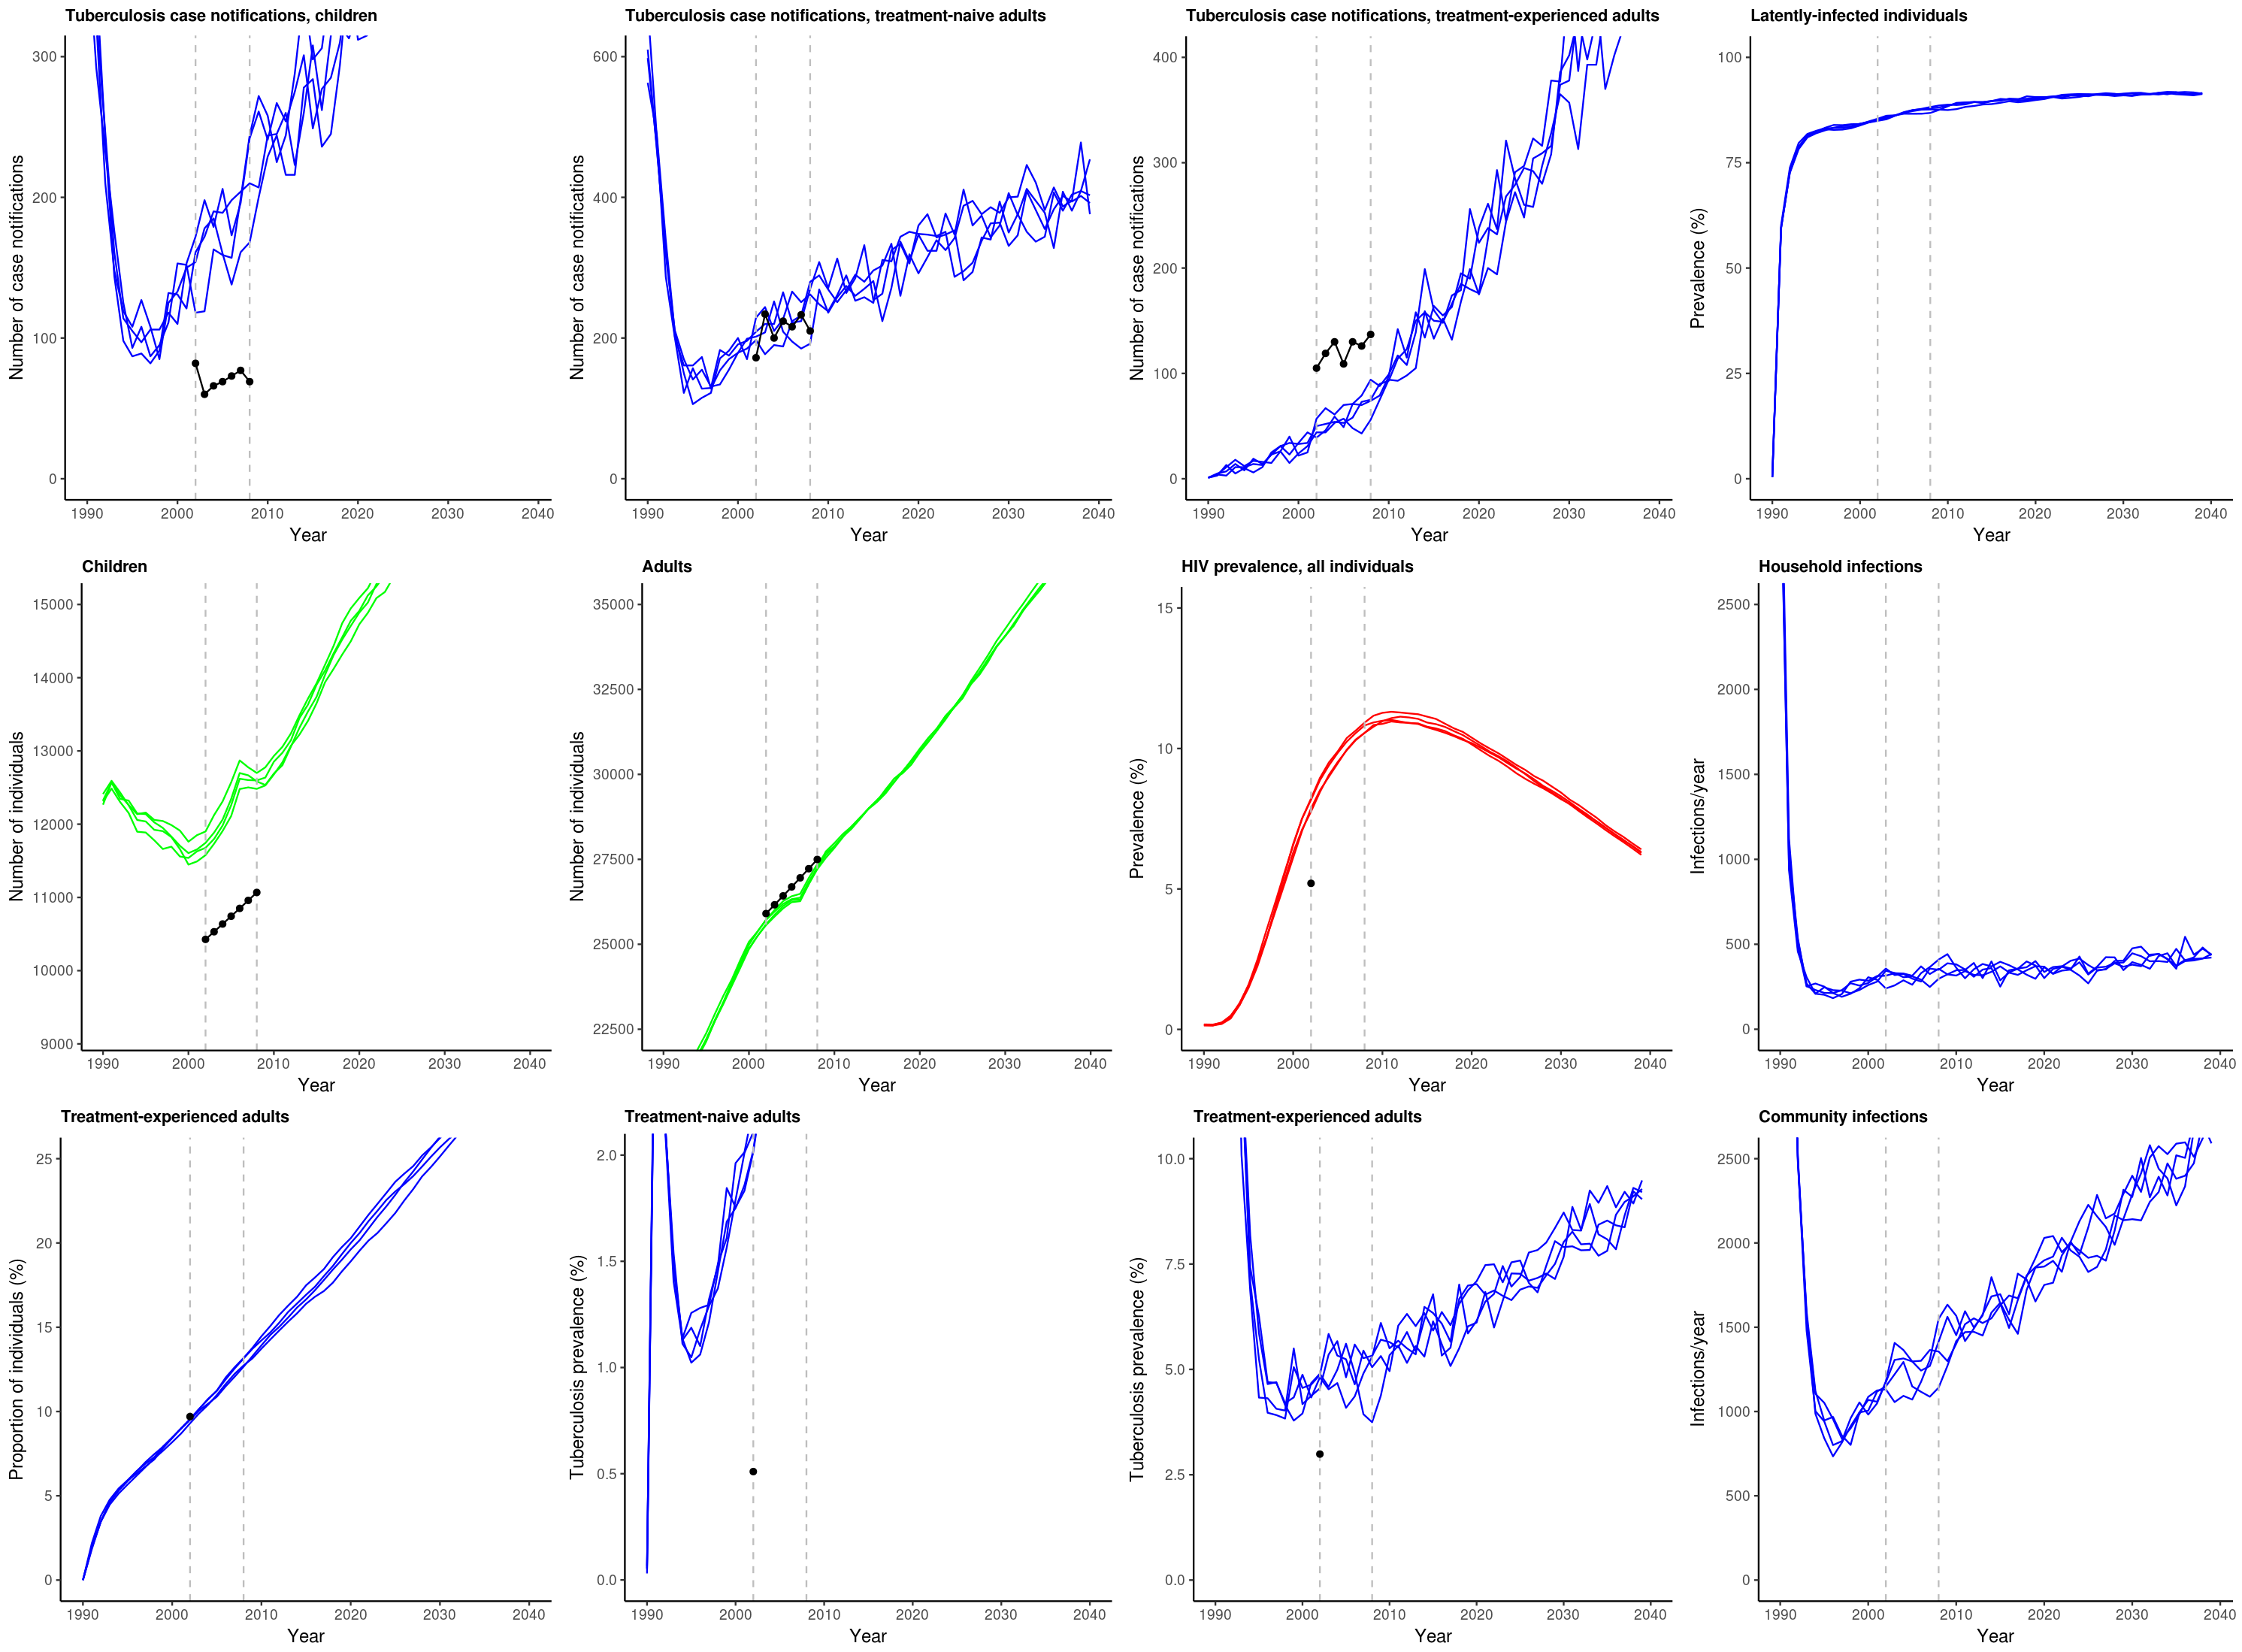 Tuberculosis case notifications, children
Number of case notifications
300
200
100
0
1990 2000 2010 2020 2030 2040
Year
Tuberculosis case notifications, treatment-naive adults
Number of case notifications
600
400
200
0
1990 2000 2010 2020 2030 2040
Year
Tuberculosis case notifications, treatment-experienced adults
Number of case notifications
400
300
200
100
0
1990 2000 2010 2020 2030 2040
Year
Latently-infected individuals
Prevalence (%)
100
75
50
25
0
1990 2000 2010 2020 2030 2040
Year
Children
Number of individuals
15000
14000
13000
12000
11000
10000
9000
1990 2000 2010 2020 2030 2040
Year
Adults
Number of individuals
35000
32500
30000
27500
25000
22500
1990 2000 2010 2020 2030 2040
Year
HIV prevalence, all individuals
Prevalence (%)
15
10
5
0
1990 2000 2010 2020 2030 2040
Year
Household infections
Infections/year
2500
2000
1500
1000
500
0
1990 2000 2010 2020 2030 2040
Year
Treatment-experienced adults
Proportion of individuals (%)
25
20
15
10
5
0
1990 2000 2010 2020 2030 2040
Year
Treatment-naive adults
Tuberculosis prevalence (%)
2.0
1.5
1.0
0.5
0.0
1990 2000 2010 2020 2030 2040
Year
Treatment-experienced adults
Tuberculosis prevalence (%)
10.0
7.5
5.0
2.5
0.0
1990 2000 2010 2020 2030 2040
Year
Community infections
Infections/year
2500
2000
1500
1000
500
0
1990 2000 2010 2020 2030 2040
Year